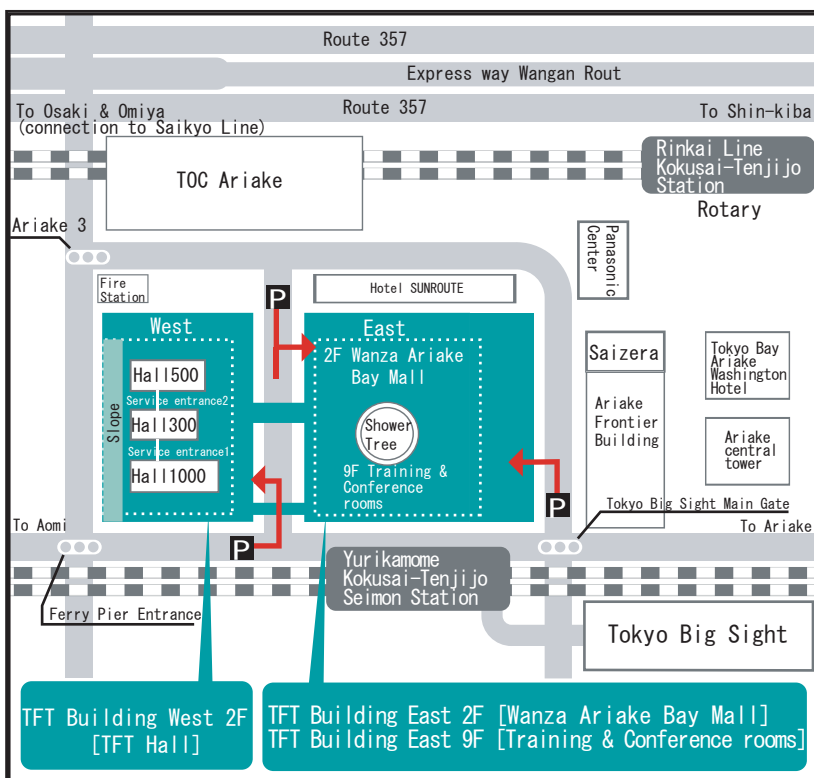 Route 357
Express way Wangan Rout
Route 357
To Osaki & Omiya
(connection to Saikyo Line)
To Shin-kiba
TOC Ariake
Rinkai Line
Kokusai-Tenjijo
Station
Rotary
Ariake 3
Panasonic
Center
Fire
Station
P
Hotel SUNROUTE
West
East
2F Wanza Ariake
Bay Mall
Saizera
Tokyo Bay
Ariake
Washington
Hotel
Hall500
Service entrance2
Hall300
Service entrance1
Hall1000
Slope
Shower
Tree
Ariake
Frontier
Building
Ariake
central
tower
9F Training &
Conference
rooms
P
Tokyo Big Sight Main Gate
To Aomi
To Ariake
P
Yurikamome
Kokusai-Tenjijo
Seimon Station
Ferry Pier Entrance
Tokyo Big Sight
TFT Building West 2F
[TFT Hall]
TFT Building East 2F [Wanza Ariake Bay Mall]
TFT Building East 9F [Training & Conference rooms]